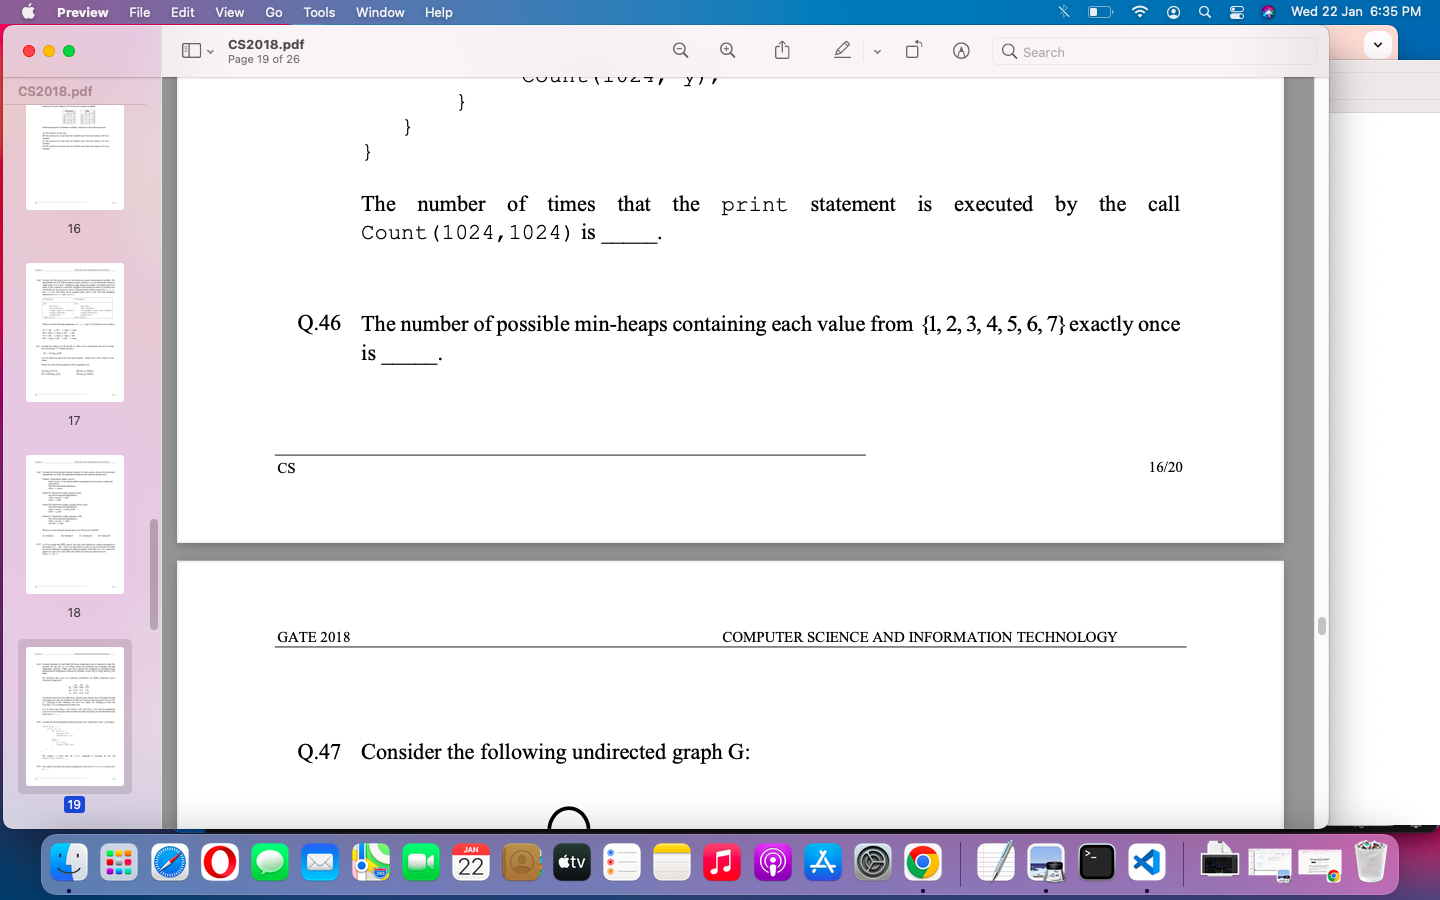 Preview File Edit View Go Tools Window Help Wed 22 Jan 6:35 PM
CS2018.pdf
Page 19 of 26
Search
CS2018.pdf
16
17
18
19
Count(1024, y);
}
}
}
The number of times that the print statement is executed by the call
Count(1024,1024) is _____.
Q.46 The number of possible min-heaps containing each value from {1, 2, 3, 4, 5, 6, 7} exactly once
is _____.
CS 16/20
GATE 2018 COMPUTER SCIENCE AND INFORMATION TECHNOLOGY
Q.47 Consider the following undirected graph G:
JAN
22
tv